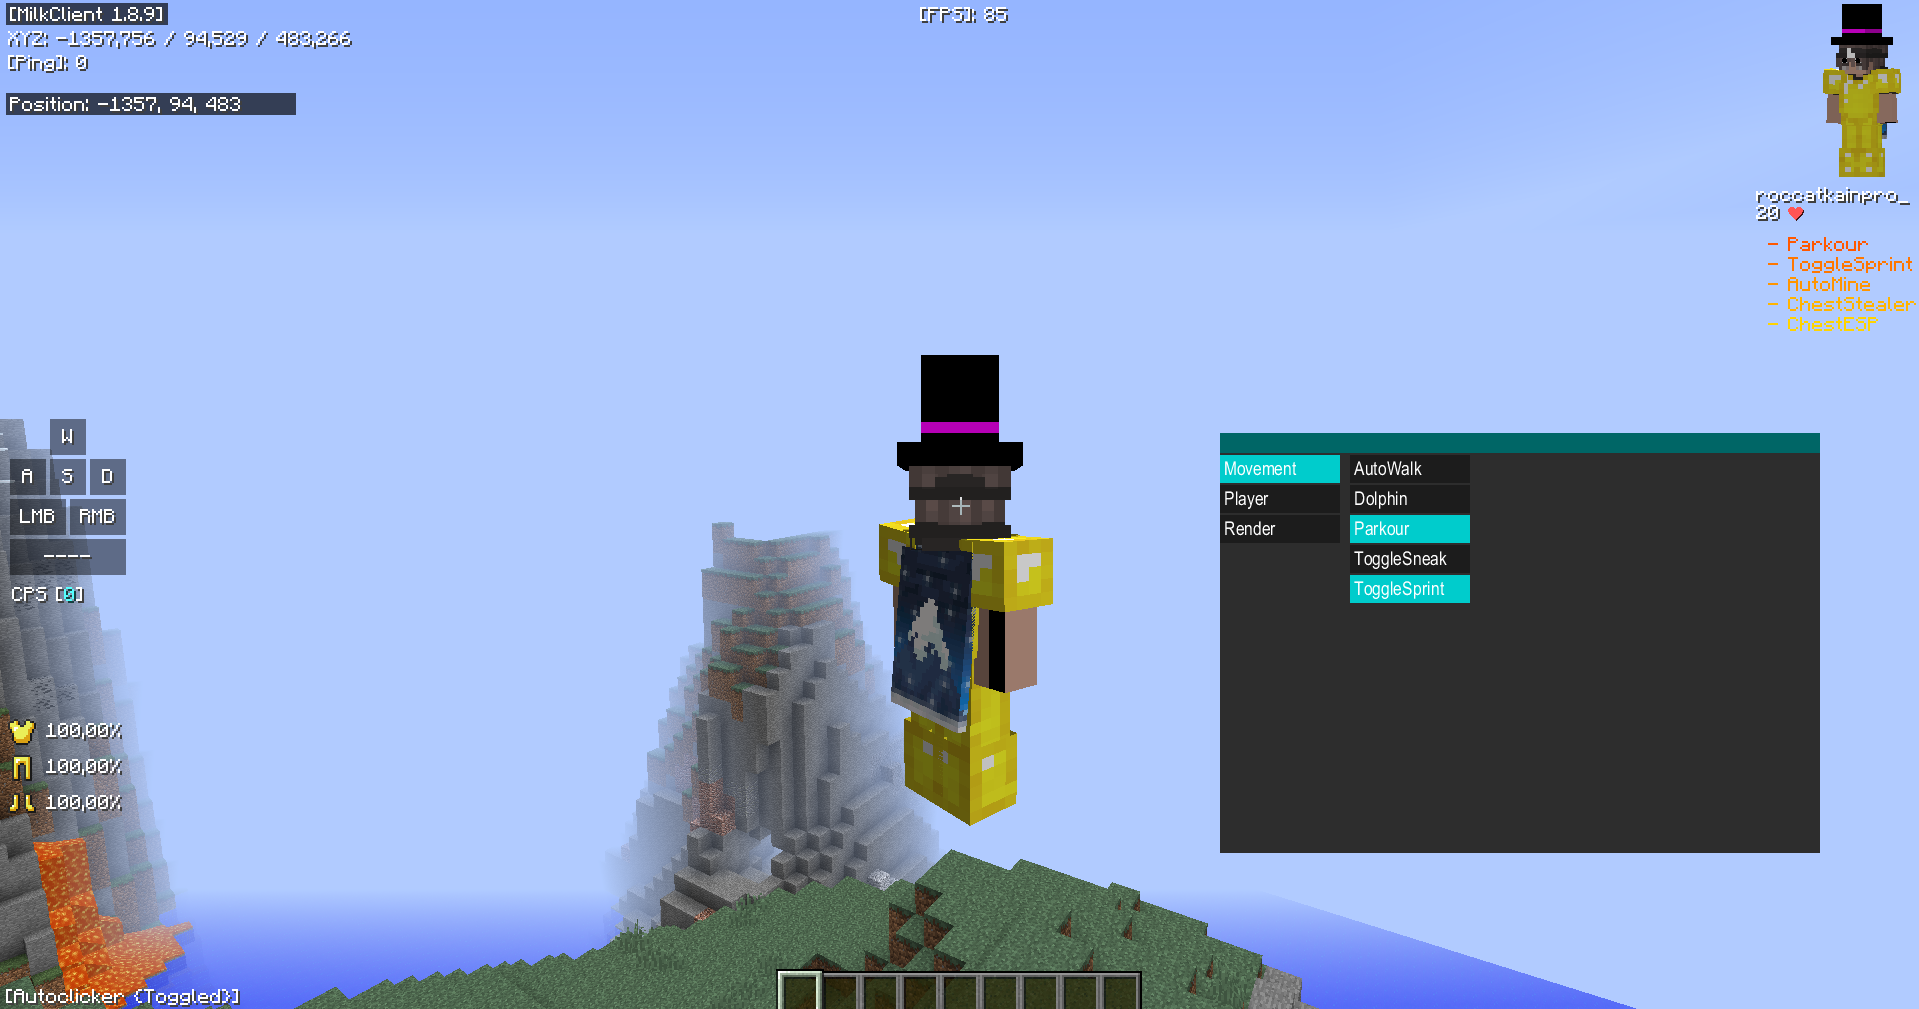 [MilkClient 1.8.9]
XYZ: -1357,756 / 94,529 / 483,266
[Ping]: 0
Position: -1357, 94, 483
[FPS]: 85
roccatkainpro_
20
- Parkour
- ToggleSprint
- AutoMine
- ChestStealer
- ChestESP
W
A S D
LMB RMB
----
CPS [0]
100,00%
100,00%
100,00%
Movement
Player
Render
AutoWalk
Dolphin
Parkour
ToggleSneak
ToggleSprint
[Autoclicker {Toggled}]